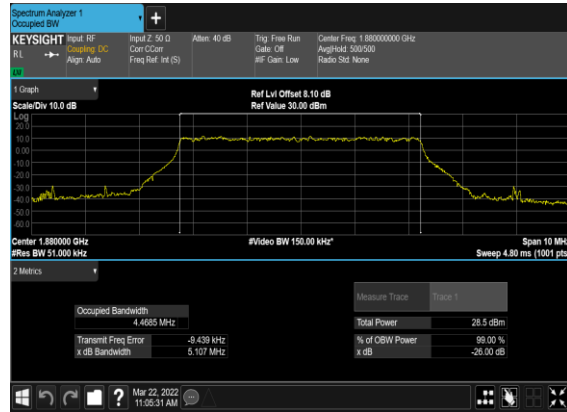 Spectrum Analyzer 1
Occupied BW
+
KEYSIGHT Input: RF Input Z: 50 Ω Atten: 40 dB Trig: Free Run Center Freq: 1.880000000 GHz
RL Coupling: DC Corr CCorr Gate: Off Avg|Hold: 500/500
Align: Auto Freq Ref: Int (S) #IF Gain: Low Radio Std: None
1 Graph
Ref Lvl Offset 8.10 dB
Scale/Div 10.0 dB Ref Value 30.00 dBm
Log
20.0
10.0
0.00
-10.0
-20.0
-30.0
-40.0
-50.0
-60.0
Center 1.880000 GHz #Video BW 150.00 kHz* Span 10 MHz
#Res BW 51.000 kHz Sweep 4.80 ms (1001 pts)
2 Metrics
Measure Trace Trace 1
Occupied Bandwidth
4.4685 MHz Total Power 28.5 dBm
Transmit Freq Error -9.439 kHz % of OBW Power 99.00 %
x dB Bandwidth 5.107 MHz x dB -26.00 dB
? Mar 22, 2022
11:05:31 AM